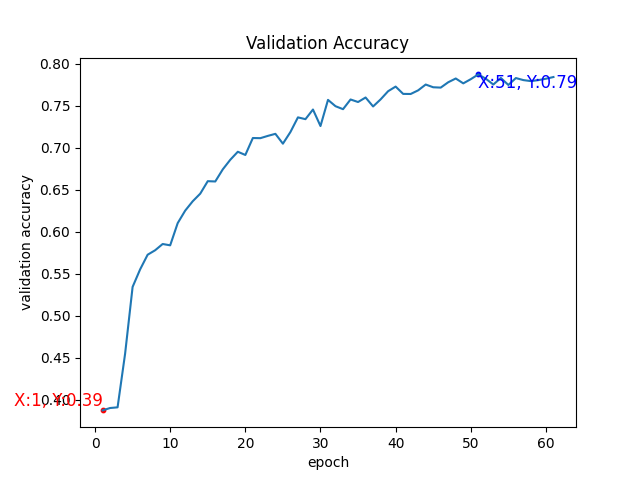 Validation Accuracy
validation accuracy
0.80
0.75
0.70
0.65
0.60
0.55
0.50
0.45
0.40
X:1, Y:0.39
X:51, Y:0.79
0 10 20 30 40 50 60
epoch